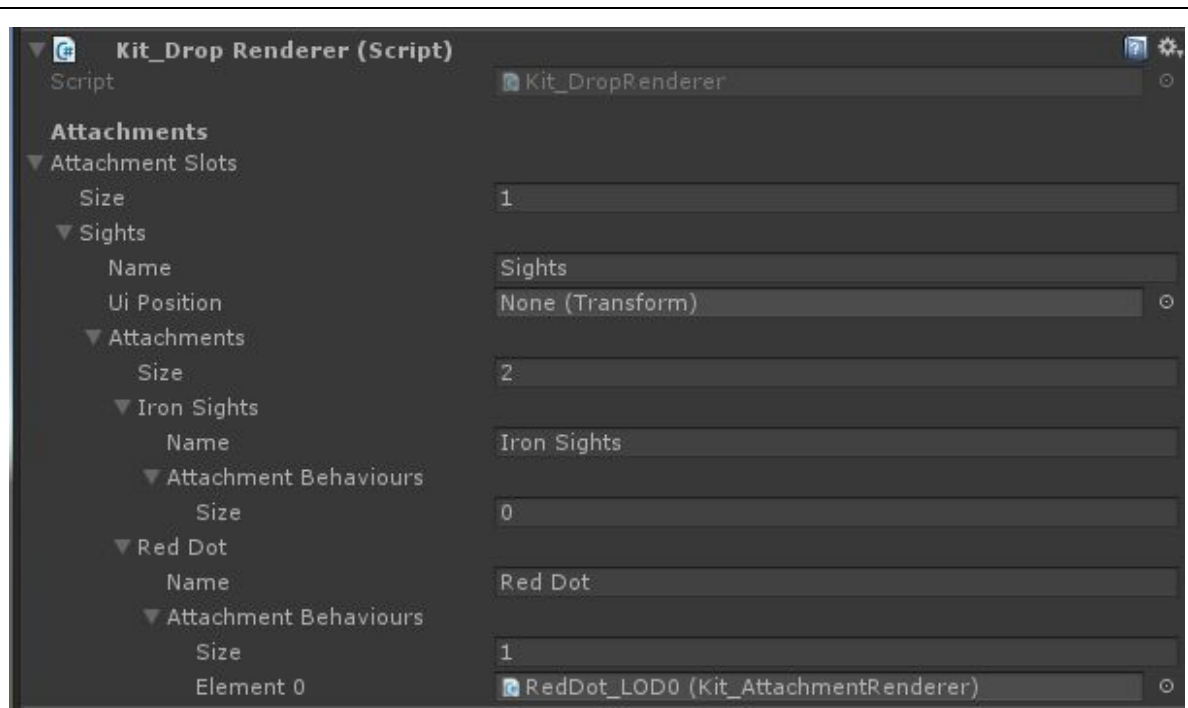 Kit_Drop Renderer (Script)
Script Kit_DropRenderer
Attachments
Attachment Slots
Size 1
Sights
Name Sights
Ui Position None (Transform)
Attachments
Size 2
Iron Sights
Name Iron Sights
Attachment Behaviours
Size 0
Red Dot
Name Red Dot
Attachment Behaviours
Size 1
Element 0 RedDot_LOD0 (Kit_AttachmentRenderer)